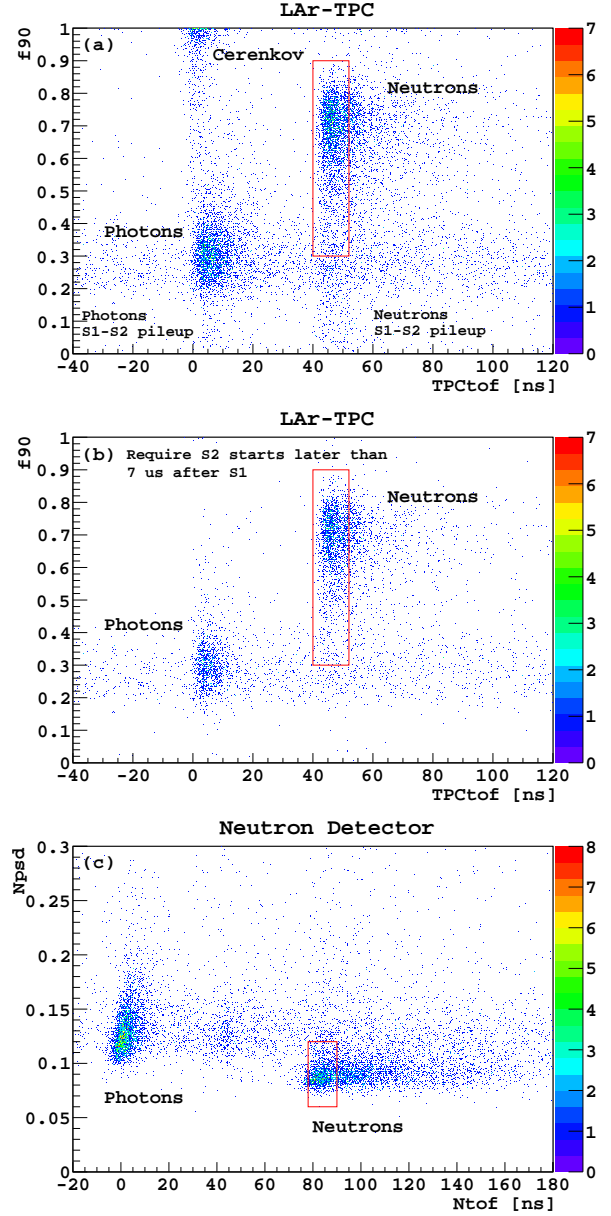 LAr-TPC
f90
(a)
Cerenkov
Neutrons
Photons
Photons
S1-S2 pileup
Neutrons
S1-S2 pileup
0 0.1 0.2 0.3 0.4 0.5 0.6 0.7 0.8 0.9 1
-40 -20 0 20 40 60 80 100 120
TPCtof [ns]
0 1 2 3 4 5 6 7
LAr-TPC
f90
(b) Require S2 starts later than
7 us after S1
Neutrons
Photons
0 0.1 0.2 0.3 0.4 0.5 0.6 0.7 0.8 0.9 1
-40 -20 0 20 40 60 80 100 120
TPCtof [ns]
0 1 2 3 4 5 6 7
Neutron Detector
Npsd
(c)
Photons
Neutrons
0 0.05 0.1 0.15 0.2 0.25 0.3
-20 0 20 40 60 80 100 120 140 160 180
Ntof [ns]
0 1 2 3 4 5 6 7 8